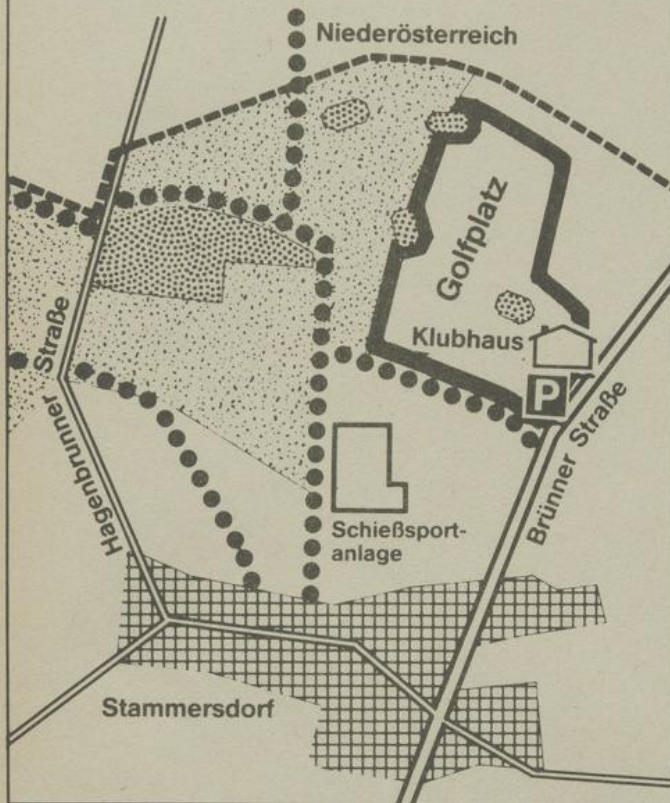 Niederösterreich
Golfplatz
Klubhaus
P
Hagenbrunner Straße
Brünner Straße
Schießsport-
anlage
Stammersdorf